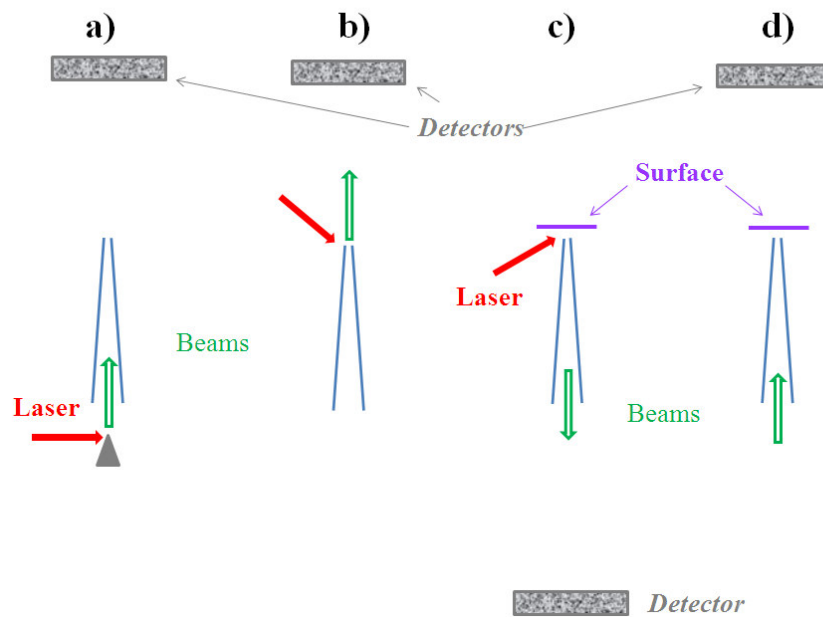 a)
b)
c)
d)
Detectors
Surface
Laser
Beams
Laser
Beams
Detector